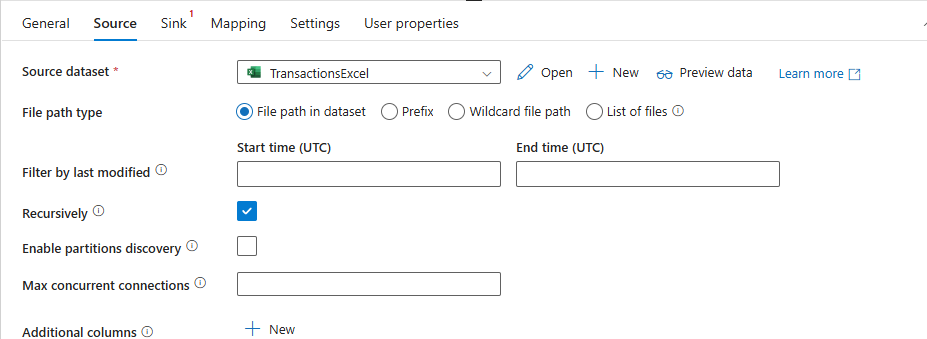 General Source Sink 1 Mapping Settings User properties
Source dataset * TransactionsExcel Open New Preview data Learn more
File path type File path in dataset Prefix Wildcard file path List of files
Start time (UTC) End time (UTC)
Filter by last modified
Recursively
Enable partitions discovery
Max concurrent connections
Additional columns New